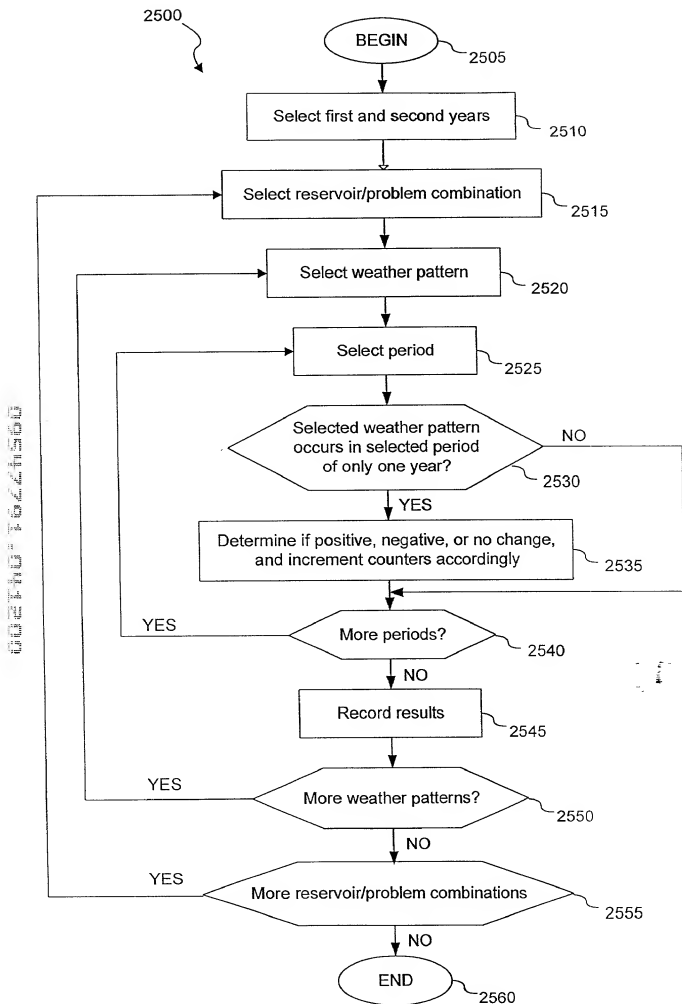 2500
BEGIN
2505
Select first and second years
2510
Select reservoir/problem combination
2515
Select weather pattern
2520
Select period
2525
Selected weather pattern
occurs in selected period
of only one year?
NO
2530
YES
Determine if positive, negative, or no change,
and increment counters accordingly
2535
YES
More periods?
2540
NO
Record results
2545
YES
More weather patterns?
2550
NO
YES
More reservoir/problem combinations
2555
NO
END
2560